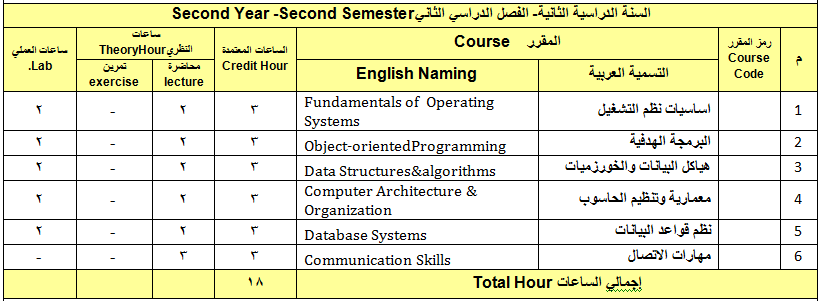 السنة الدراسية الثانية- الفصل الدراسي الثاني Second Year -Second Semester
م رمز المقرر Course Code المقرر Course الساعات المعتمدة Credit Hour ساعات النظري TheoryHour ساعات العملي Lab.
التسمية العربية English Naming محاضرة lecture تمرين exercise
1 اساسيات نظم التشغيل Fundamentals of Operating Systems ٣ ٢ - ٢
2 البرمجة الهدفية Object-orientedProgramming ٣ ٢ - ٢
3 هياكل البيانات والخورزميات Data Structures&algorithms ٣ ٢ - ٢
4 معمارية وتنظيم الحاسوب Computer Architecture & Organization ٣ ٢ - ٢
5 نظم قواعد البيانات Database Systems ٣ ٢ - ٢
6 مهارات الاتصال Communication Skills ٣ ٣ - -
إجمالي الساعات Total Hour ١٨